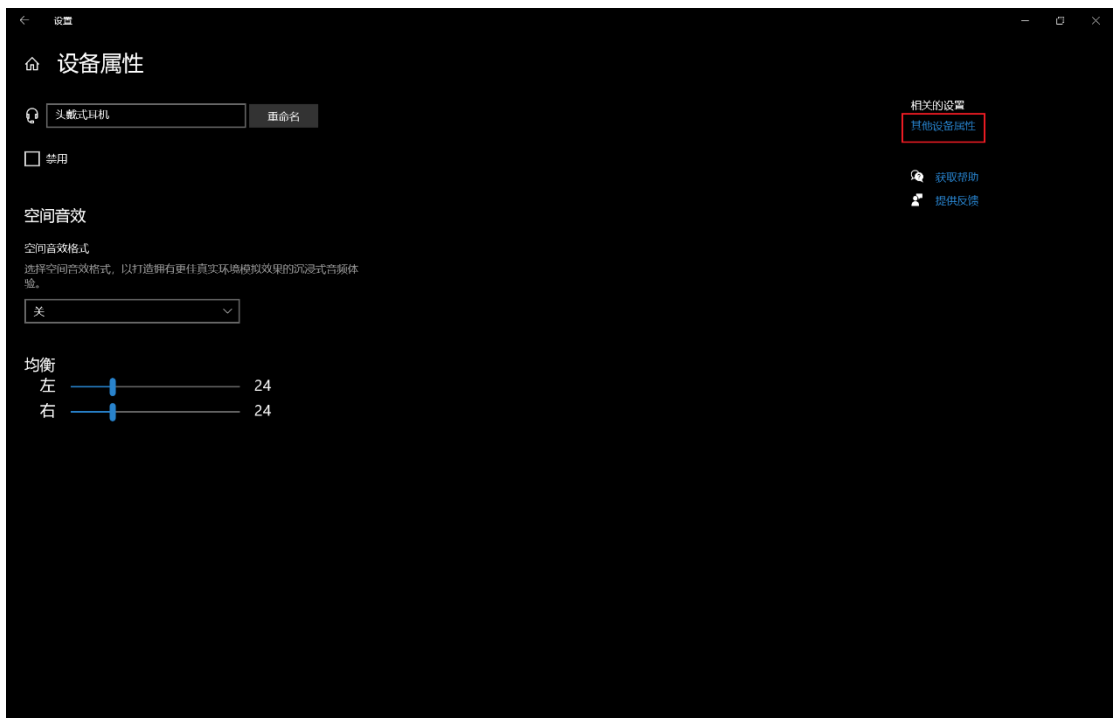 设置
设备属性
头戴式耳机
重命名
禁用
空间音效
空间音效格式
选择空间音效格式，以打造拥有更佳真实环境模拟效果的沉浸式音频体
验。
关
均衡
左 24
右 24
相关的设置
其他设备属性
获取帮助
提供反馈